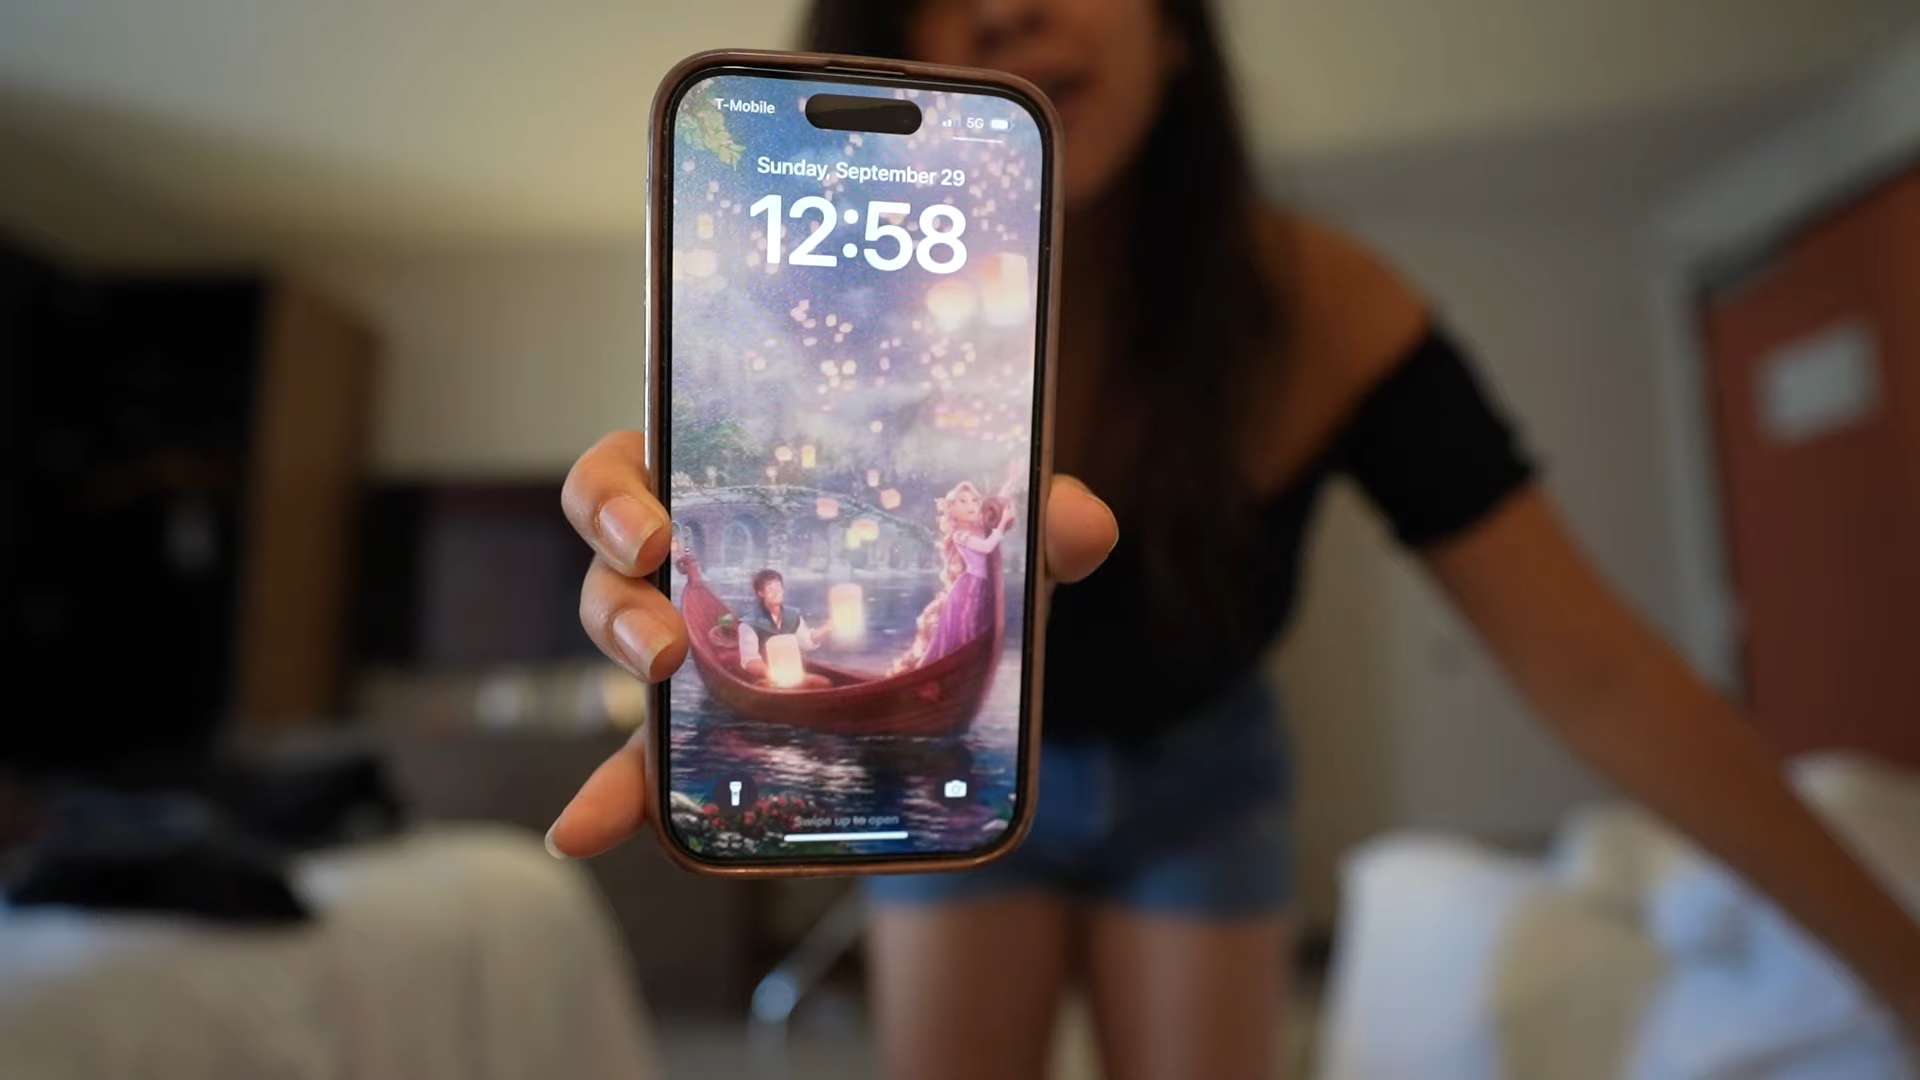 T-Mobile
5G
Sunday, September 29
12:58
Swipe up to open